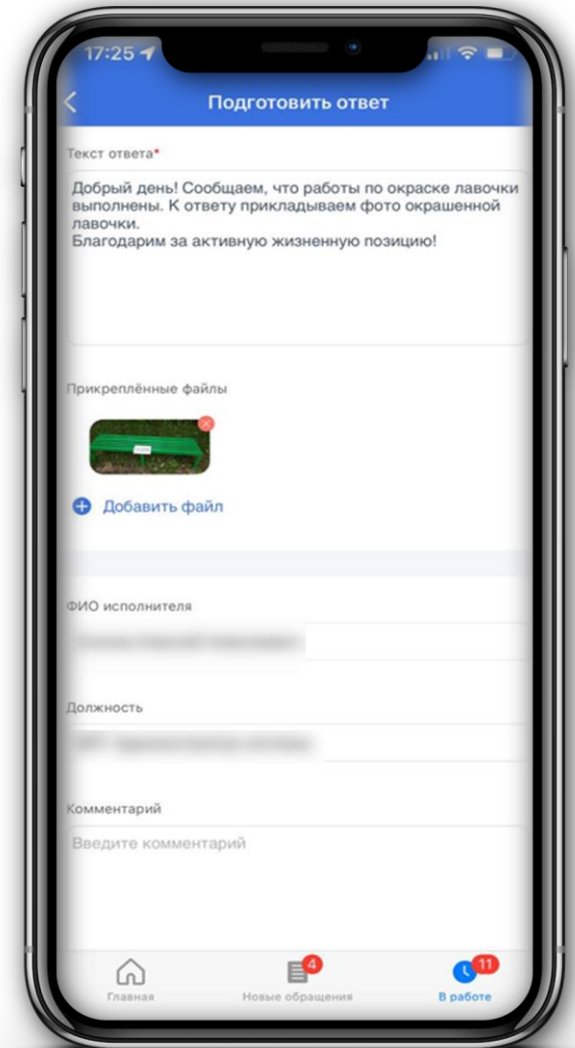 17:25
Подготовить ответ
Текст ответа*
Добрый день! Сообщаем, что работы по окраске лавочки
выполнены. К ответу прикладываем фото окрашенной
лавочки.
Благодарим за активную жизненную позицию!
Прикреплённые файлы
Добавить файл
ФИО исполнителя
Должность
Комментарий
Введите комментарий
4
11
Главная
Новые обращения
В работе